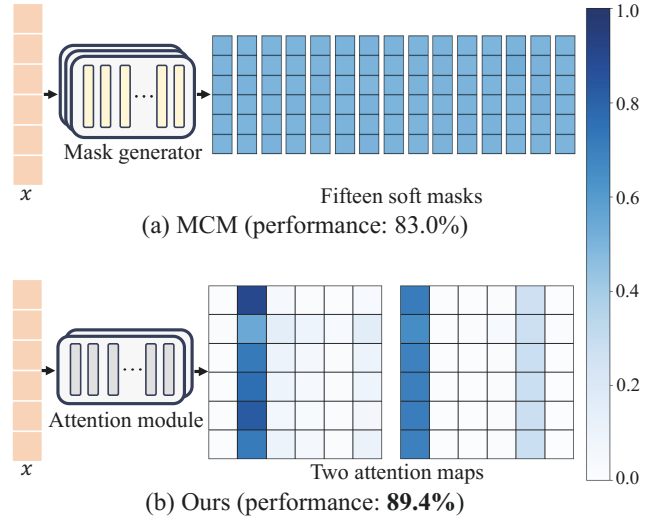 1.0
0.8
0.6
0.4
0.2
0.0
...
Mask generator
x
Fifteen soft masks
(a) MCM (performance: 83.0%)
...
Attention module
x
Two attention maps
(b) Ours (performance: 89.4%)